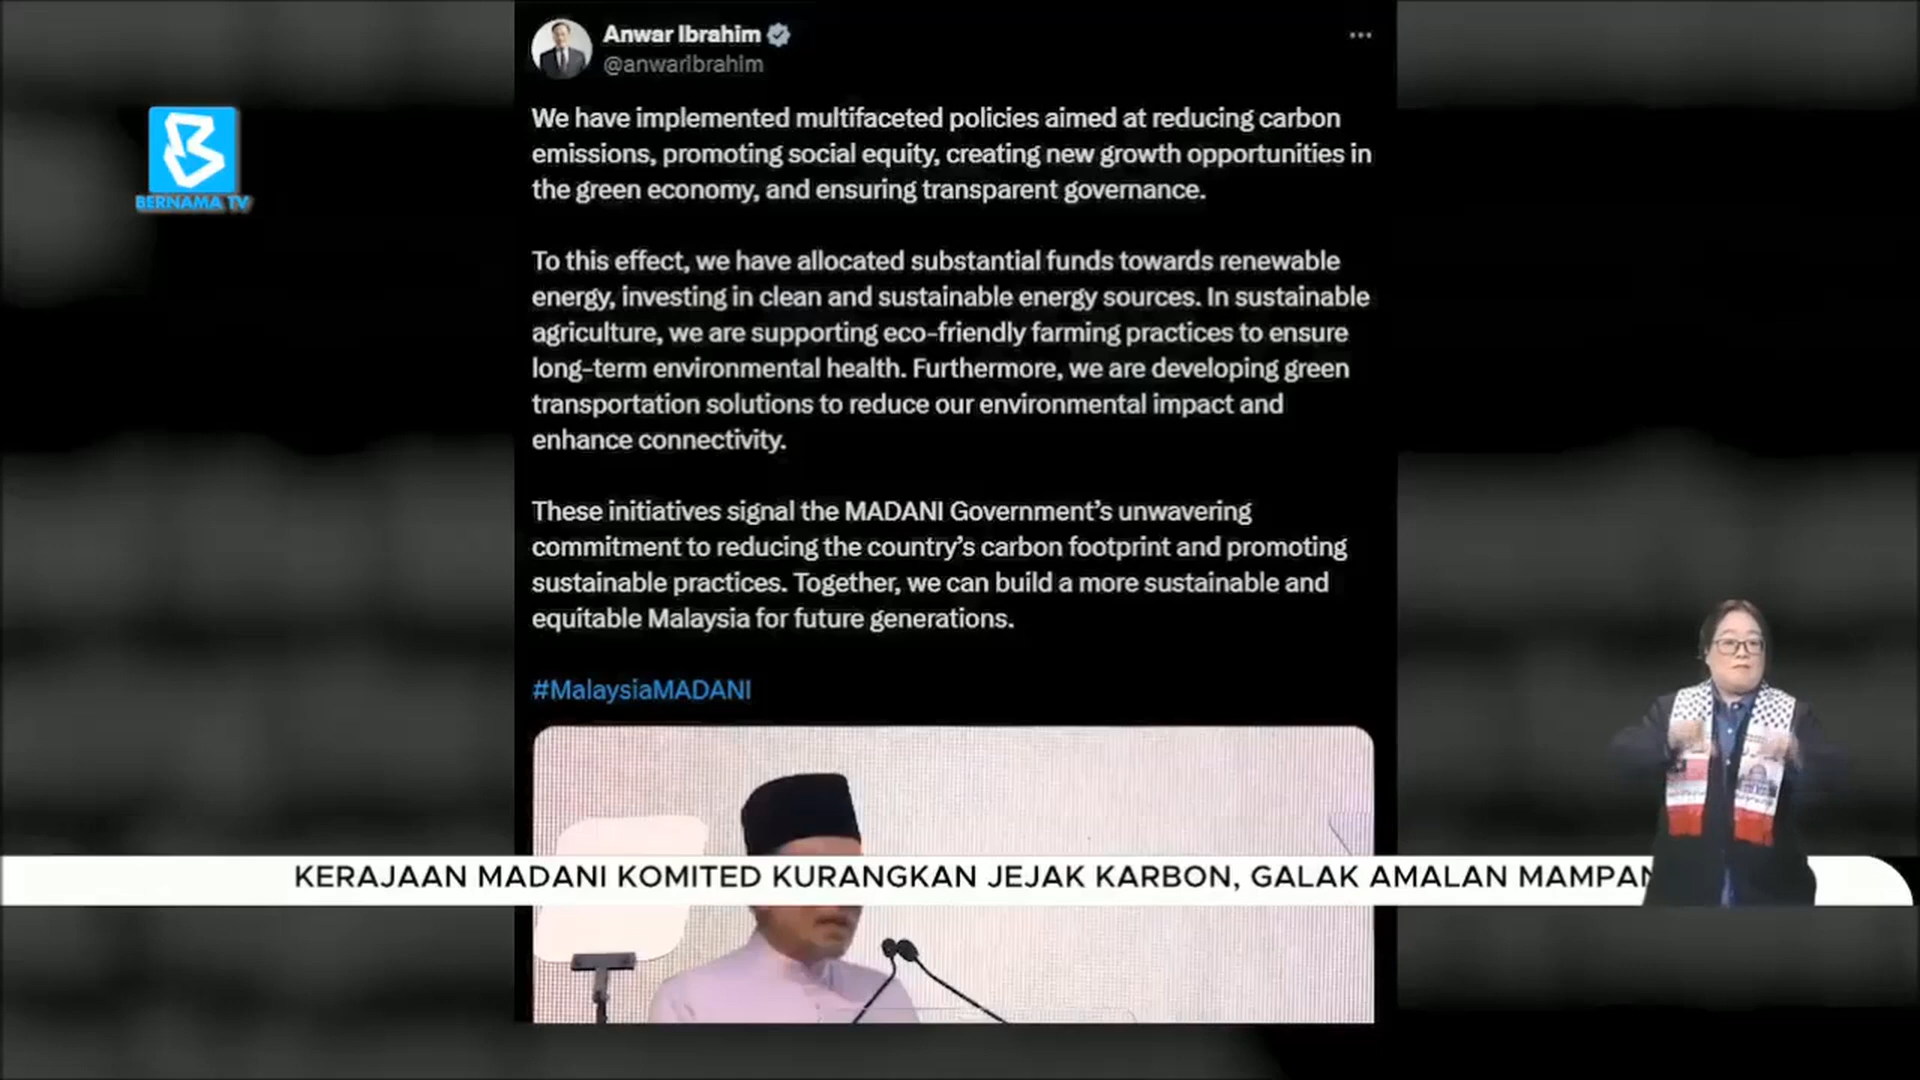 Anwar Ibrahim
@anwaribrahim
We have implemented multifaceted policies aimed at reducing carbon
emissions, promoting social equity, creating new growth opportunities in
the green economy, and ensuring transparent governance.
To this effect, we have allocated substantial funds towards renewable
energy, investing in clean and sustainable energy sources. In sustainable
agriculture, we are supporting eco-friendly farming practices to ensure
long-term environmental health. Furthermore, we are developing green
transportation solutions to reduce our environmental impact and
enhance connectivity.
These initiatives signal the MADANI Government’s unwavering
commitment to reducing the country’s carbon footprint and promoting
sustainable practices. Together, we can build a more sustainable and
equitable Malaysia for future generations.
#MalaysiaMADANI
BERNAMA TV
KERAJAAN MADANI KOMITED KURANGKAN JEJAK KARBON, GALAK AMALAN MAMPAN